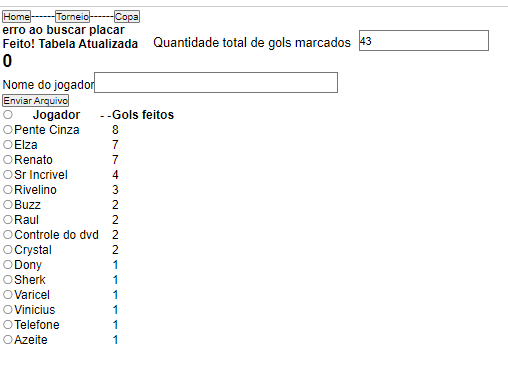 Home------Torneio------Copa
erro ao buscar placar
Feito! Tabela Atualizada Quantidade total de gols marcados 43
0
Nome do jogador
Enviar Arquivo
Jogador - -Gols feitos
Pente Cinza 8
Elza 7
Renato 7
Sr Incrivel 4
Rivelino 3
Buzz 2
Raul 2
Controle do dvd 2
Crystal 2
Dony 1
Sherk 1
Varicel 1
Vinicius 1
Telefone 1
Azeite 1